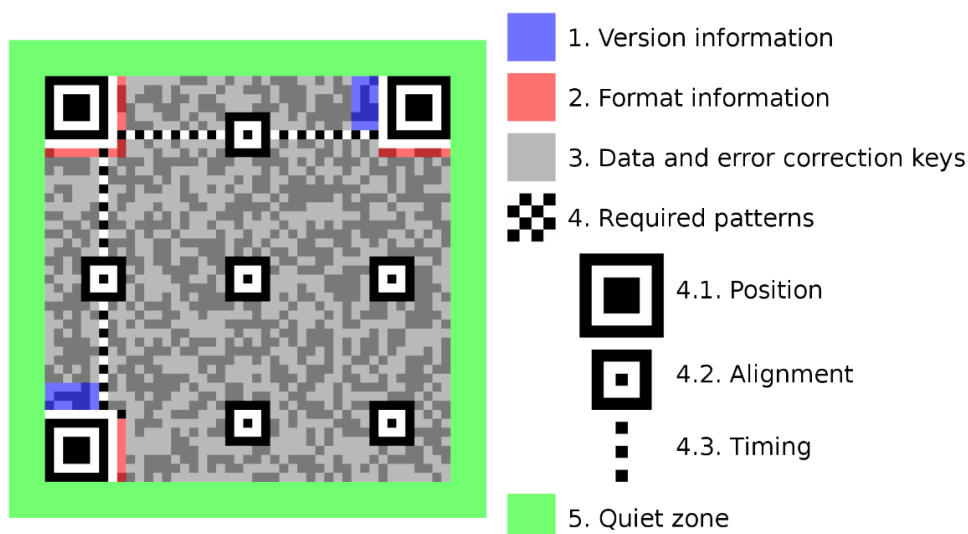 1. Version information
2. Format information
3. Data and error correction keys
4. Required patterns
4.1. Position
4.2. Alignment
4.3. Timing
5. Quiet zone